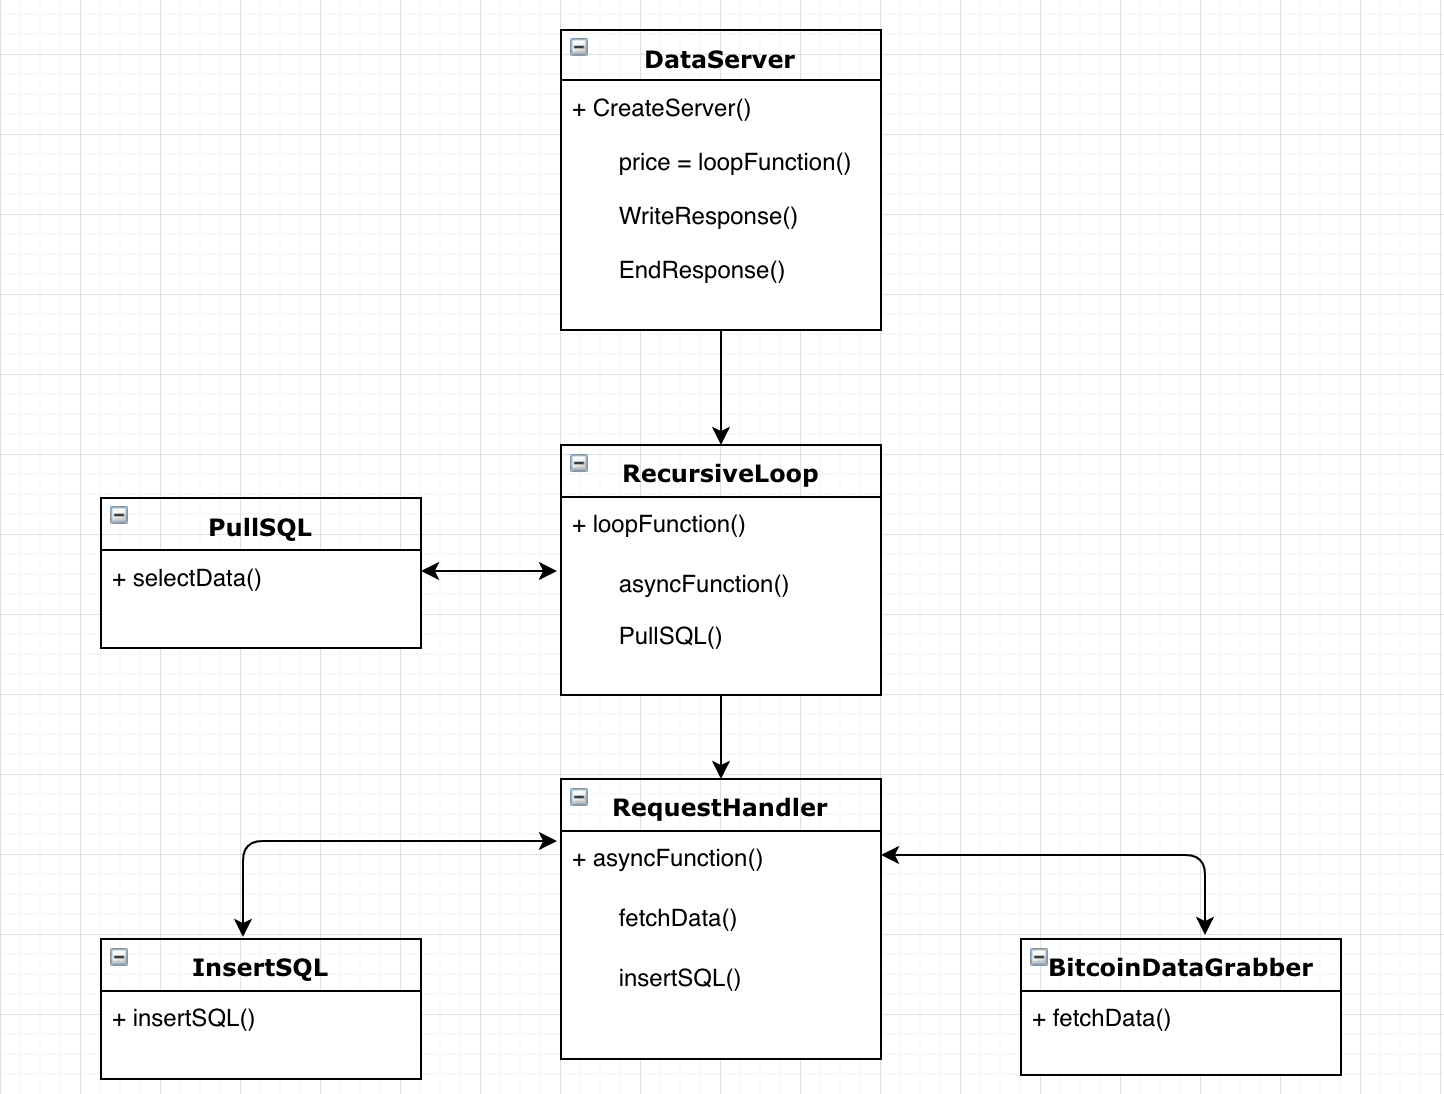 DataServer
+ CreateServer()
price = loopFunction()
WriteResponse()
EndResponse()
RecursiveLoop
+ loopFunction()
asyncFunction()
PullSQL()
PullSQL
+ selectData()
RequestHandler
+ asyncFunction()
fetchData()
insertSQL()
InsertSQL
+ insertSQL()
BitcoinDataGrabber
+ fetchData()